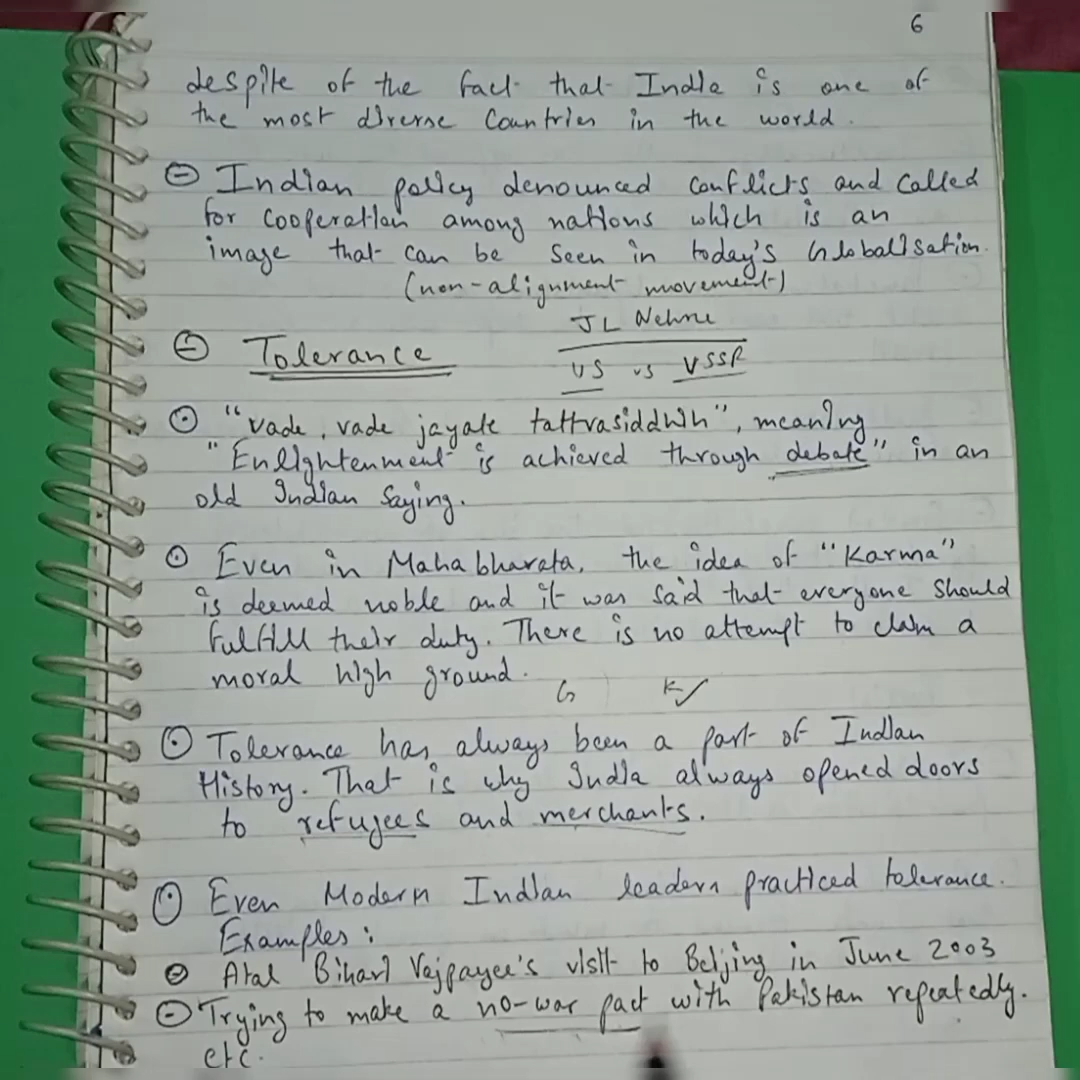 6
despite of the fact that India is one of
the most diverse Countries in the world.
Indian policy denounced conflicts and called
for cooperation among nations which is an
image that can be seen in today's Globalisation.
(non-alignment movement)
JL Nehru
US vs USSR
Tolerance
"vade, vade jayate tattvasiddhih", meaning
"Enlightenment is achieved through debate" in an
old Indian saying.
Even in Mahabharata, the idea of "Karma"
is deemed noble and it was said that everyone should
fulfill their duty. There is no attempt to claim a
moral high ground.
G K
Tolerance has always been a part of Indian
History. That is why India always opened doors
to refugees and merchants.
Even Modern Indian leaders practiced tolerance.
Examples:
Atal Bihari Vajpayee's visit to Beijing in June 2003
Trying to make a no-war pact with Pakistan repeatedly.
etc.